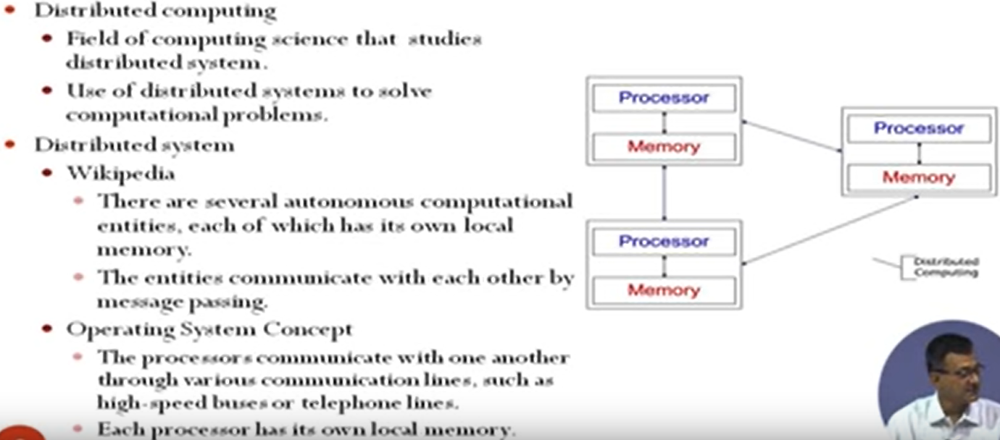 Distributed computing
Field of computing science that studies
distributed system.
Use of distributed systems to solve
computational problems.
Distributed system
Wikipedia
There are several autonomous computational
entities, each of which has its own local
memory.
The entities communicate with each other by
message passing.
Operating System Concept
The processors communicate with one another
through various communication lines, such as
high-speed buses or telephone lines.
Each processor has its own local memory.
Processor
Memory
Processor
Memory
Processor
Memory
Distributed
Computing